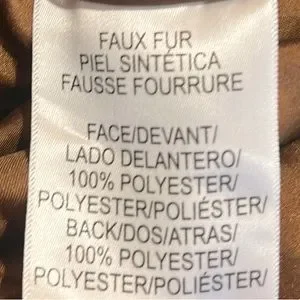 FAUX FUR
PIEL SINTÉTICA
FAUSSE FOURRURE
FACE/DEVANT/
LADO DELANTERO/
100% POLYESTER/
POLYESTER/POLIÉSTER/
BACK/DOS/ATRAS/
100% POLYESTER/
POLYESTER/POLIÉSTER/